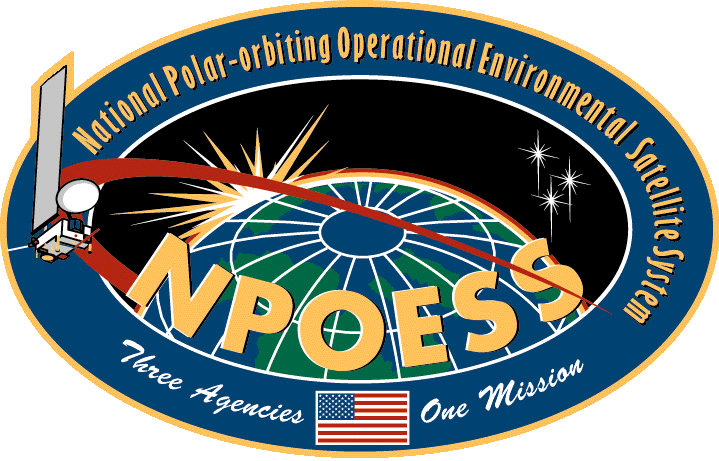 National Polar-orbiting Operational Environmental Satellite System
NPOESS
Three Agencies One Mission